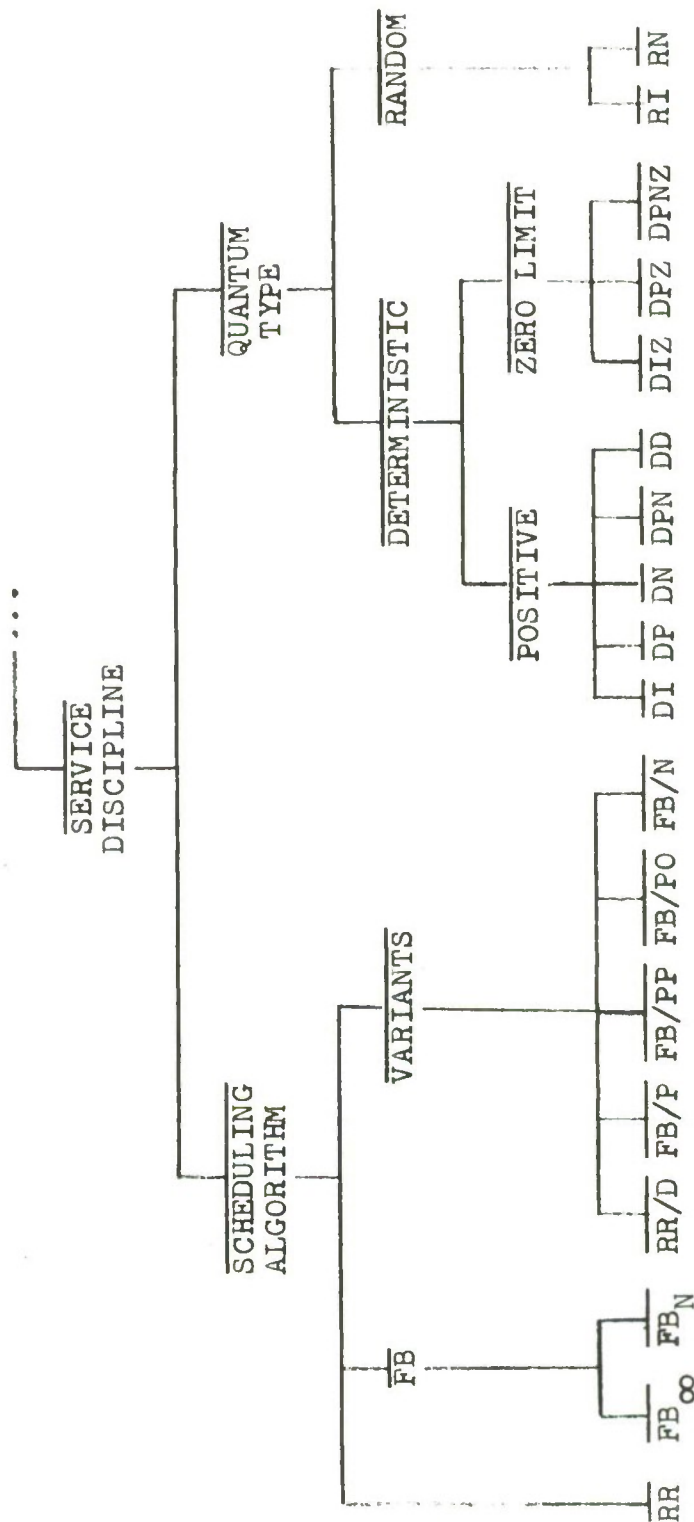 ...
SERVICE
DISCIPLINE
SCHEDULING
ALGORITHM
QUANTUM
TYPE
FB
VARIANTS
DETERMINISTIC
RANDOM
POSITIVE
ZERO LIMIT
RR
FB∞
FBN
RR/D
FB/P
FB/PP
FB/PO
FB/N
DI
DP
DN
DPN
DD
DIZ
DPZ
DPNZ
RI
RN